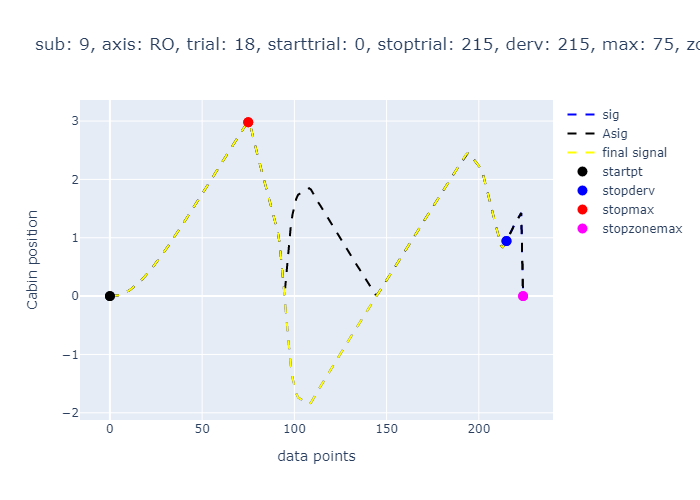 sub: 9, axis: RO, trial: 18, starttrial: 0, stoptrial: 215, derv: 215, max: 75, zo
3
2
1
0
−1
−2
Cabin position
0
50
100
150
200
data points
sig
Asig
final signal
startpt
stopderv
stopmax
stopzonemax